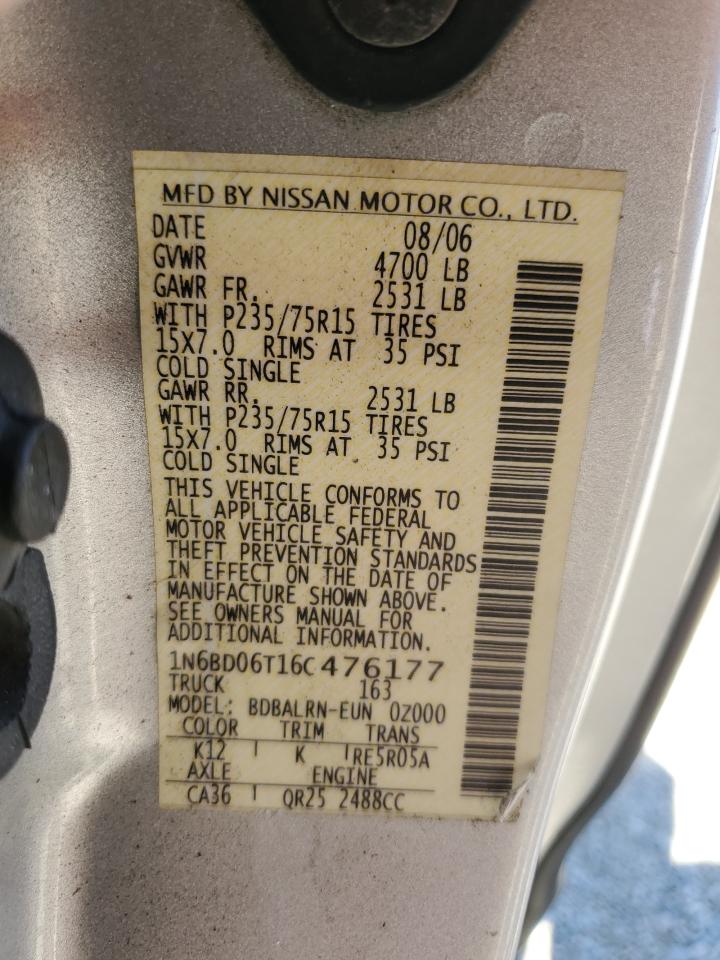 MFD BY NISSAN MOTOR CO., LTD.
DATE 08/06
GVWR 4700 LB
GAWR FR. 2531 LB
WITH P235/75R15 TIRES
15X7.0 RIMS AT 35 PSI
COLD SINGLE
GAWR RR. 2531 LB
WITH P235/75R15 TIRES
15X7.0 RIMS AT 35 PSI
COLD SINGLE
THIS VEHICLE CONFORMS TO
ALL APPLICABLE FEDERAL
MOTOR VEHICLE SAFETY AND
THEFT PREVENTION STANDARDS
IN EFFECT ON THE DATE OF
MANUFACTURE SHOWN ABOVE.
SEE OWNERS MANUAL FOR
ADDITIONAL INFORMATION.
1N6BD06T16C476177
TRUCK 163
MODEL: BDBALRN-EUN 0Z000
COLOR TRIM TRANS
K12 K RE5R05A
AXLE ENGINE
CA36 QR25 2488CC